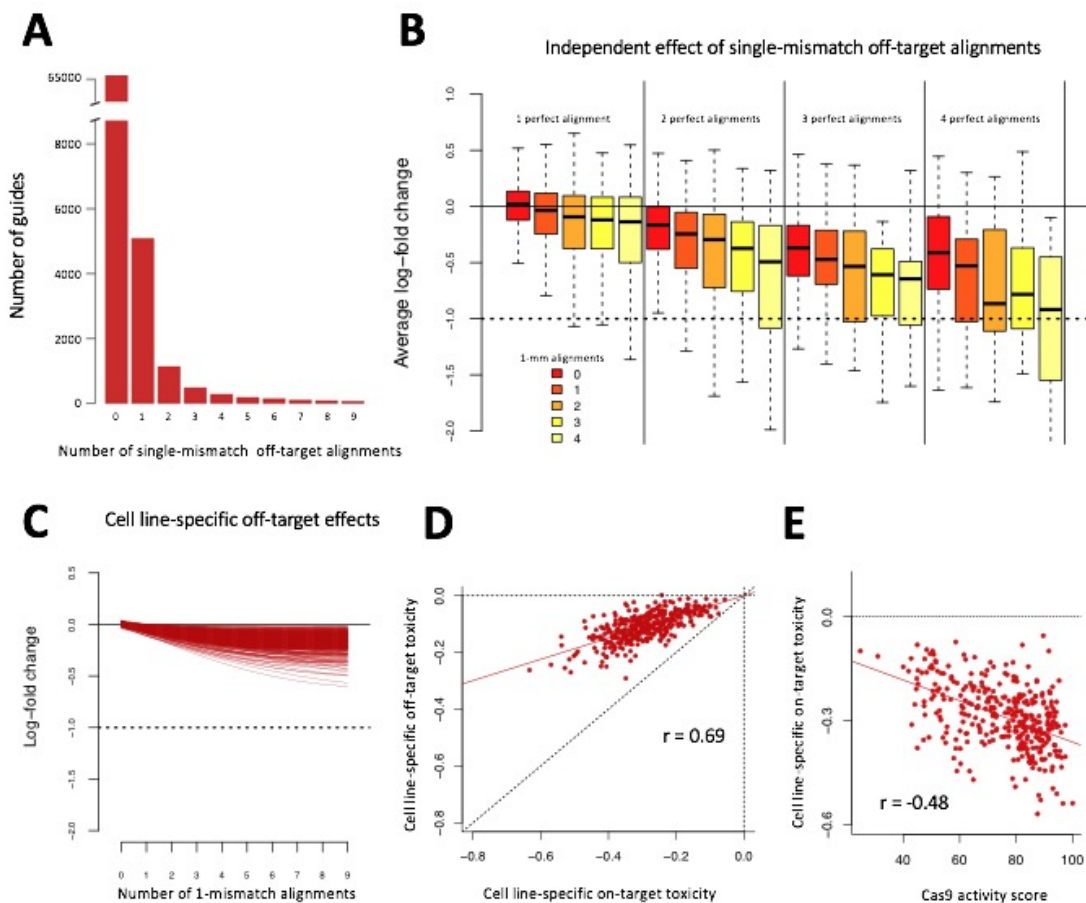 A
65000
8000
6000
4000
2000
0
Number of guides
0 1 2 3 4 5 6 7 8 9
Number of single-mismatch off-target alignments
B
Independent effect of single-mismatch off-target alignments
1 perfect alignment 2 perfect alignments 3 perfect alignments 4 perfect alignments
1.0
0.5
0.0
−0.5
−1.0
−1.5
−2.0
Average log−fold change
1-mm alignments
0
1
2
3
4
C
Cell line-specific off-target effects
0.5
0.0
−0.5
−1.0
−1.5
−2.0
Log−fold change
0 1 2 3 4 5 6 7 8 9
Number of 1-mismatch alignments
D
0.0
−0.2
−0.4
−0.6
−0.8
Cell line-specific off-target toxicity
r = 0.69
−0.8 −0.6 −0.4 −0.2 0.0
Cell line-specific on-target toxicity
E
0.0
−0.3
−0.6
Cell line-specific on-target toxicity
r = -0.48
40 60 80 100
Cas9 activity score